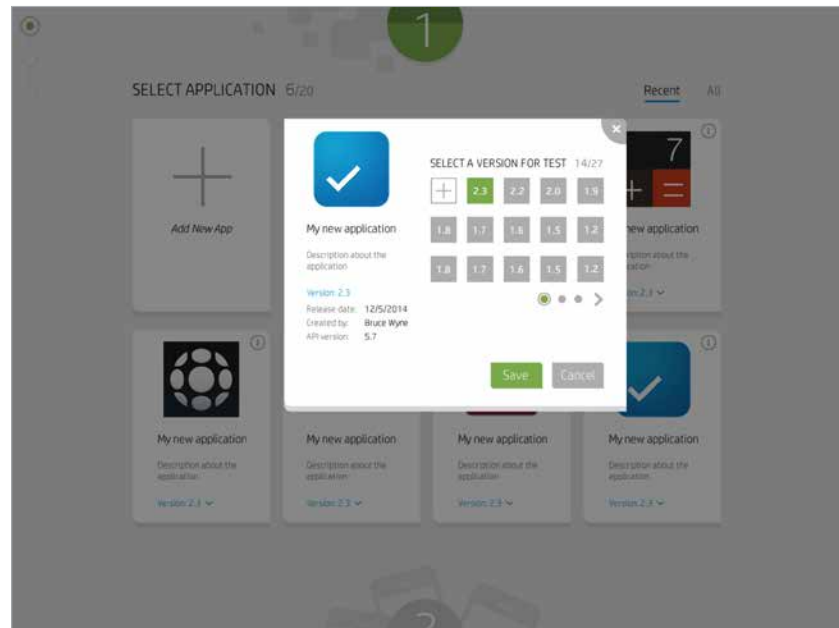 1
SELECT APPLICATION 6/20
Recent All
Add New App
My new application
Description about the
application
Version: 2.3
Release date: 12/5/2014
Created by: Bruce Wyne
API version: 5.7
SELECT A VERSION FOR TEST 14/27
+ 2.3 2.2 2.0 1.9
1.8 1.7 1.6 1.5 1.2
1.8 1.7 1.6 1.5 1.2
Save Cancel
7
+ =
new application
My new application
Description about the
application
Version: 2.3
My new application
Description about the
application
Version: 2.3
My new application
Description about the
application
Version: 2.3
My new application
Description about the
application
Version: 2.3
2